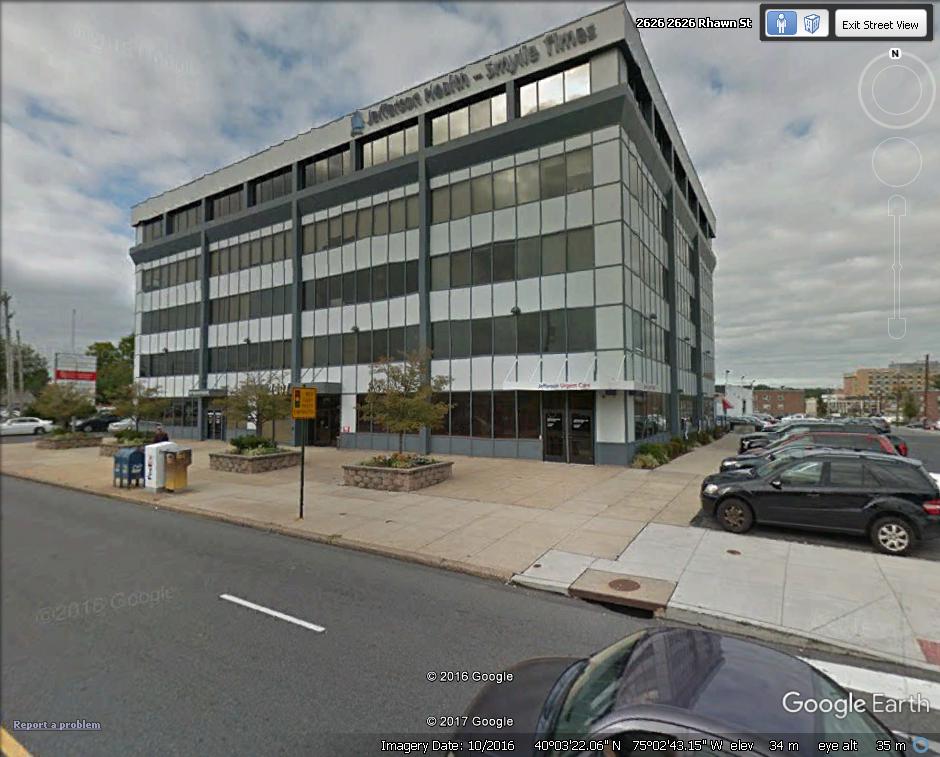 2626 2626 Rhawn St
Exit Street View
N
Jefferson Health - Smylie Times
Jefferson Urgent Care
©2016 Google
© 2016 Google
© 2017 Google
Google Earth
Report a problem
Imagery Date: 10/2016 40°03'22.06" N 75°02'43.15" W elev 34 m eye alt 35 m